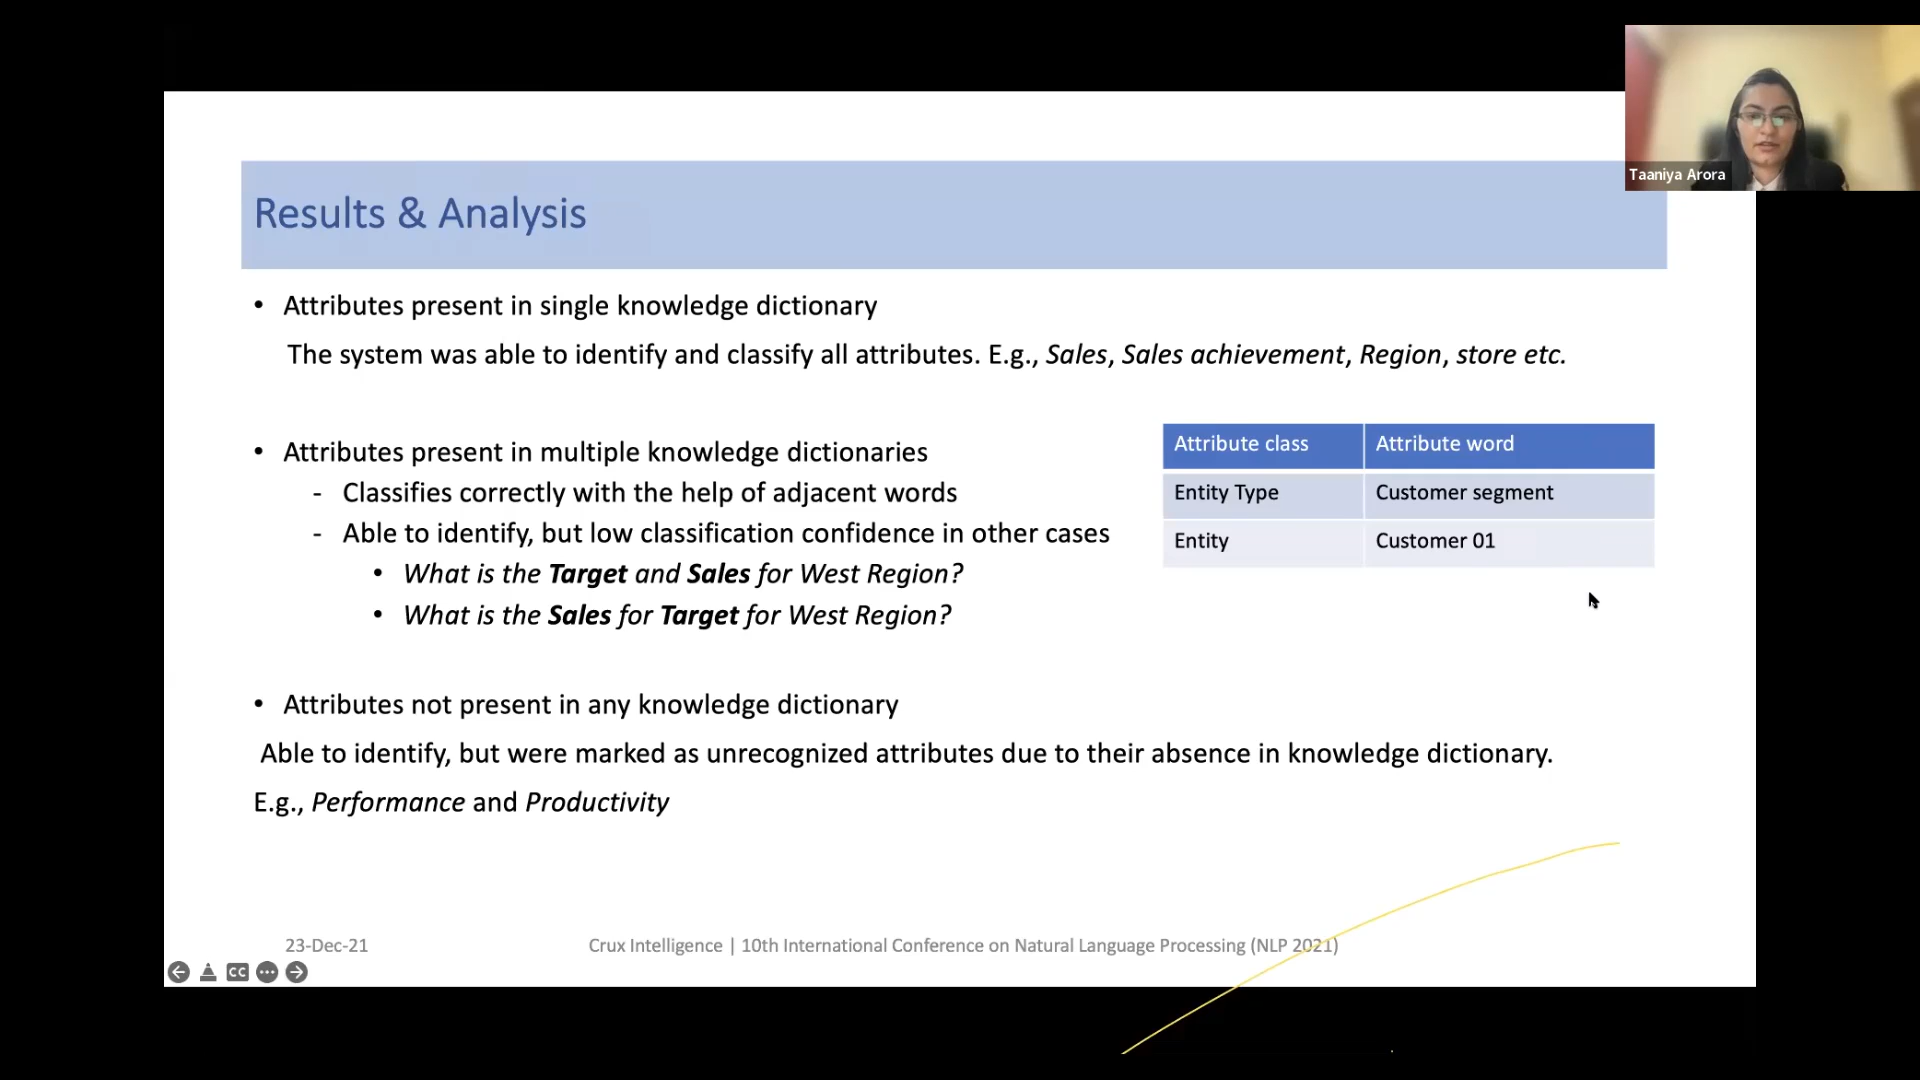 Taaniya Arora
Results & Analysis
• Attributes present in single knowledge dictionary
The system was able to identify and classify all attributes. E.g., Sales, Sales achievement, Region, store etc.
• Attributes present in multiple knowledge dictionaries
- Classifies correctly with the help of adjacent words
- Able to identify, but low classification confidence in other cases
• What is the Target and Sales for West Region?
• What is the Sales for Target for West Region?
Attribute class Attribute word
Entity Type Customer segment
Entity Customer 01
• Attributes not present in any knowledge dictionary
Able to identify, but were marked as unrecognized attributes due to their absence in knowledge dictionary.
E.g., Performance and Productivity
23-Dec-21 Crux Intelligence | 10th International Conference on Natural Language Processing (NLP 2021)
CC